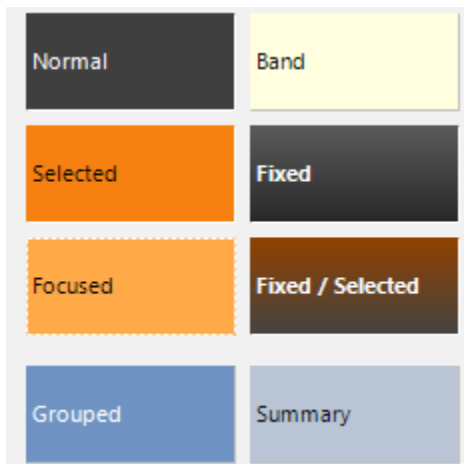 Normal
Band
Selected
Fixed
Focused
Fixed / Selected
Grouped
Summary